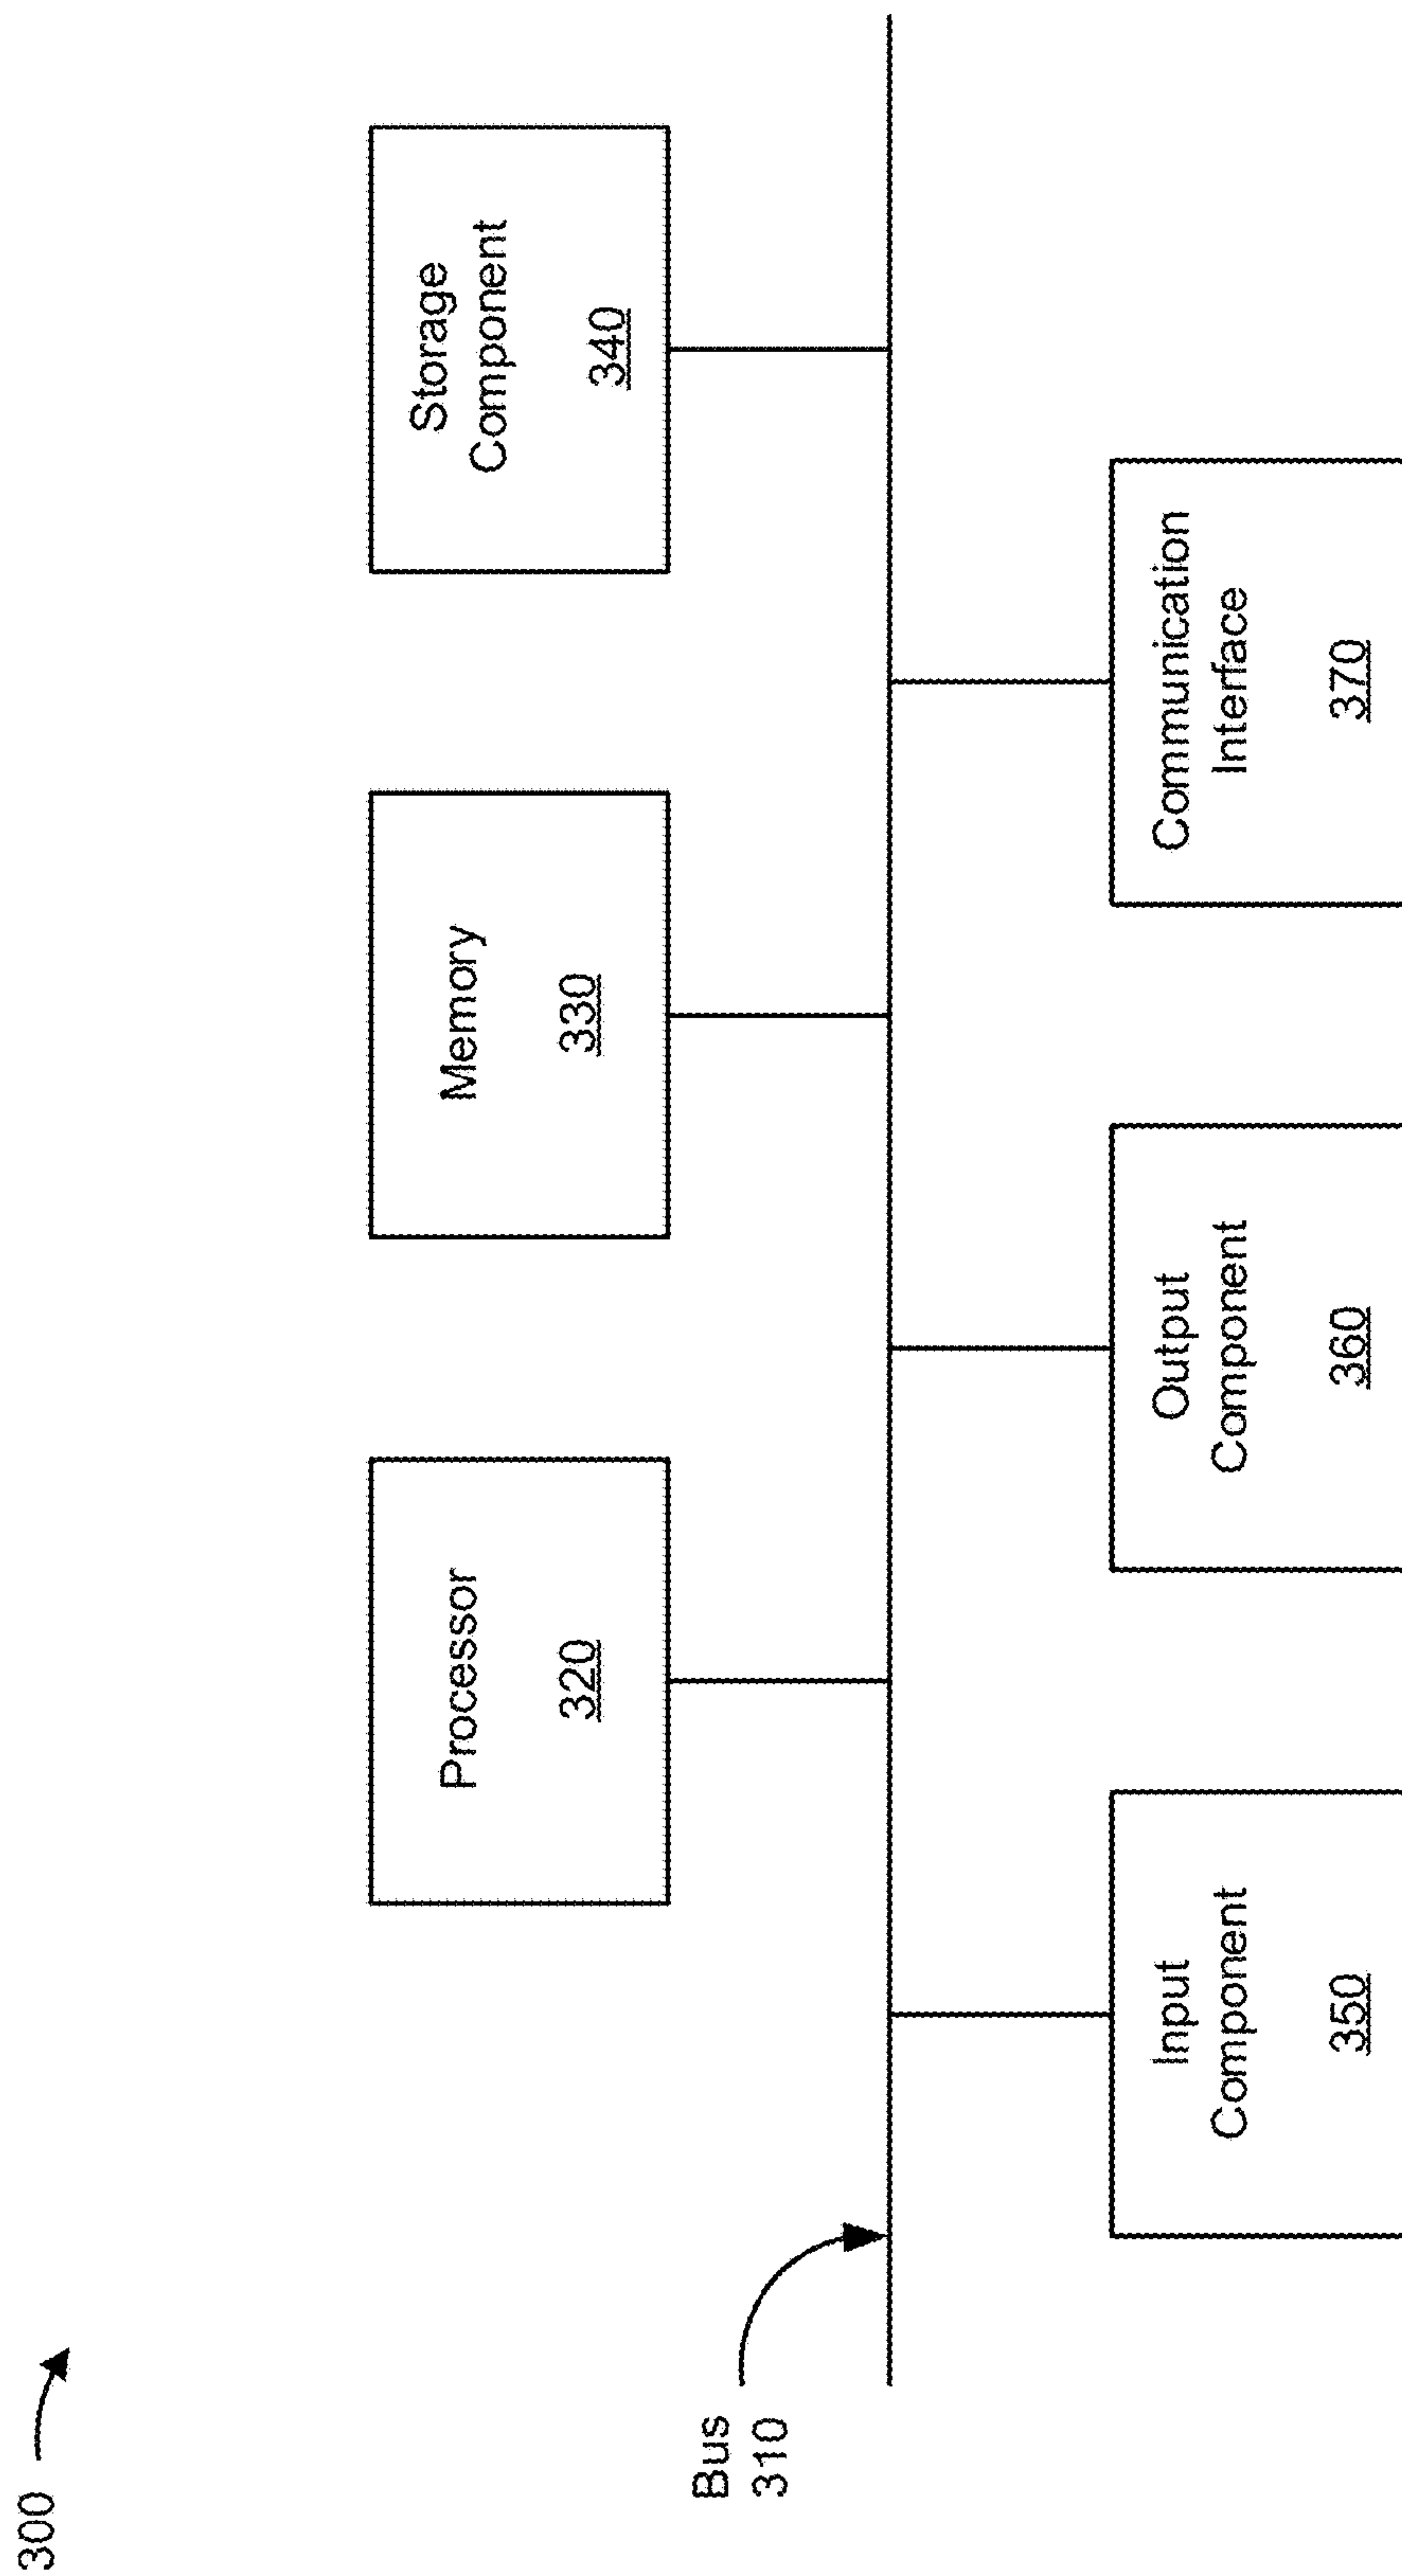 300
Processor
320
Memory
330
Storage
Component
340
Bus
310
Input
Component
350
Output
Component
360
Communication
Interface
370